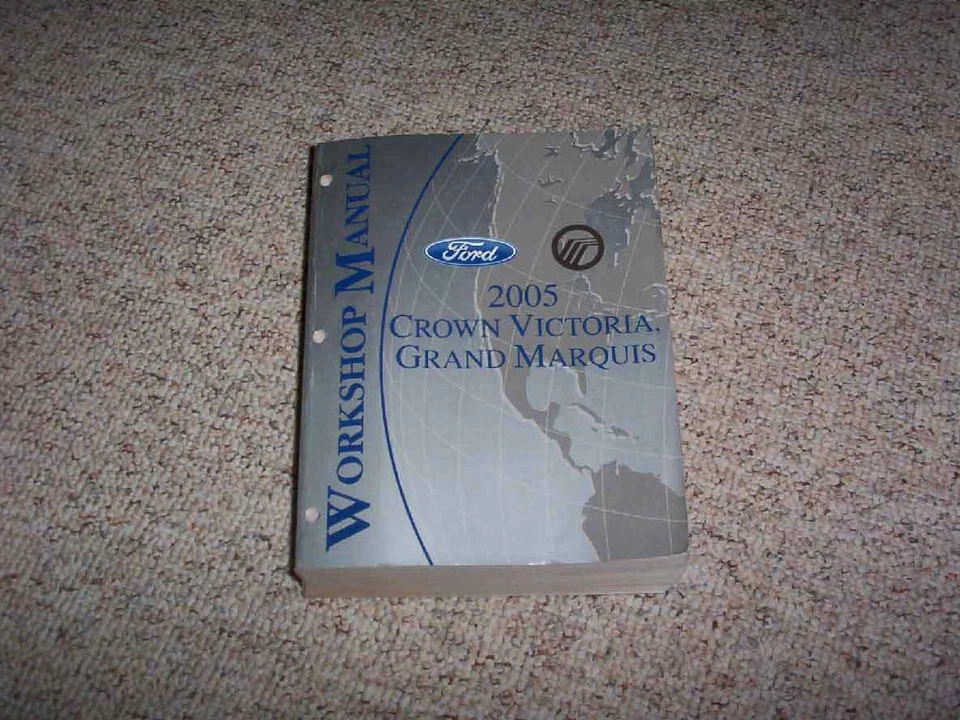 WORKSHOP MANUAL
Ford
2005
CROWN VICTORIA,
GRAND MARQUIS